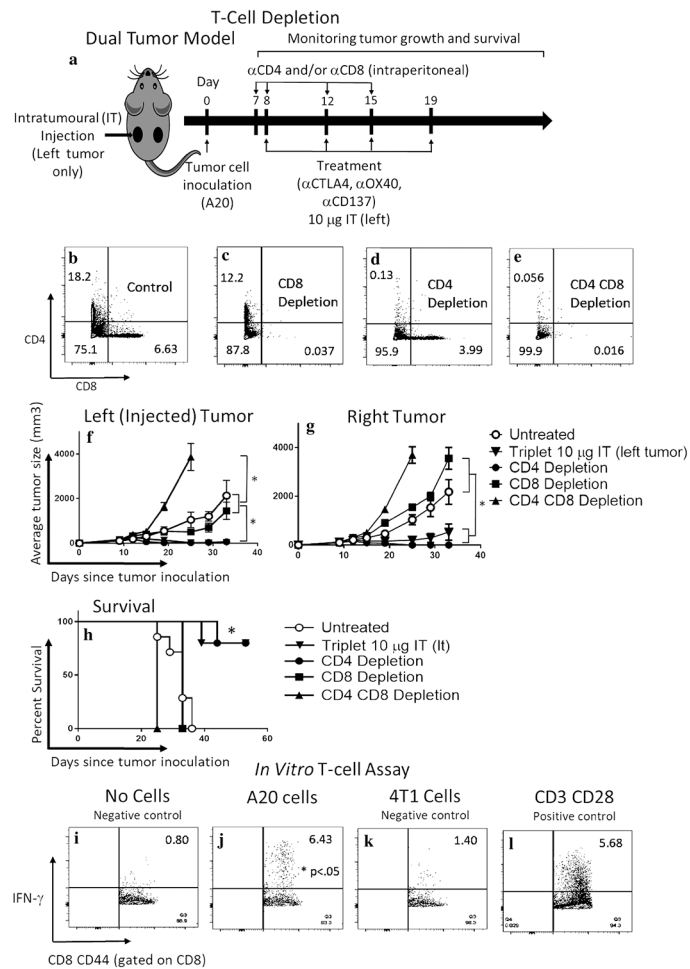 T-Cell Depletion
Dual Tumor Model
Monitoring tumor growth and survival
a
αCD4 and/or αCD8 (intraperitoneal)
Day
0 7 8 12 15 19
Intratumoural (IT)
Injection
(Left tumor
only)
Tumor cell
inoculation
(A20)
Treatment
(αCTLA4, αOX40,
αCD137)
10 μg IT (left)
b
18.2
Control
75.1 6.63
c
12.2
CD8
Depletion
87.8 0.037
d
0.13
CD4
Depletion
95.9 3.99
e
0.056
CD4 CD8
Depletion
99.9 0.016
CD4
CD8
Left (Injected) Tumor
f
Average tumor size (mm3)
4000
2000
0
0 10 20 30 40
*
*
Days since tumor inoculation
Right Tumor
g
4000
2000
0
0 10 20 30 40
*
Untreated
Triplet 10 μg IT (left tumor)
CD4 Depletion
CD8 Depletion
CD4 CD8 Depletion
Survival
h
Percent Survival
100
50
0
0 20 40 60
*
Days since tumor inoculation
Untreated
Triplet 10 μg IT (lt)
CD4 Depletion
CD8 Depletion
CD4 CD8 Depletion
In Vitro T-cell Assay
No Cells
Negative control
i
0.80
Q3
A20 cells
j
6.43
* p<.05
Q3
4T1 Cells
Negative control
k
1.40
Q3
CD3 CD28
Positive control
l
5.68
Q4
Q3
94.3
IFN-γ
CD8 CD44 (gated on CD8)